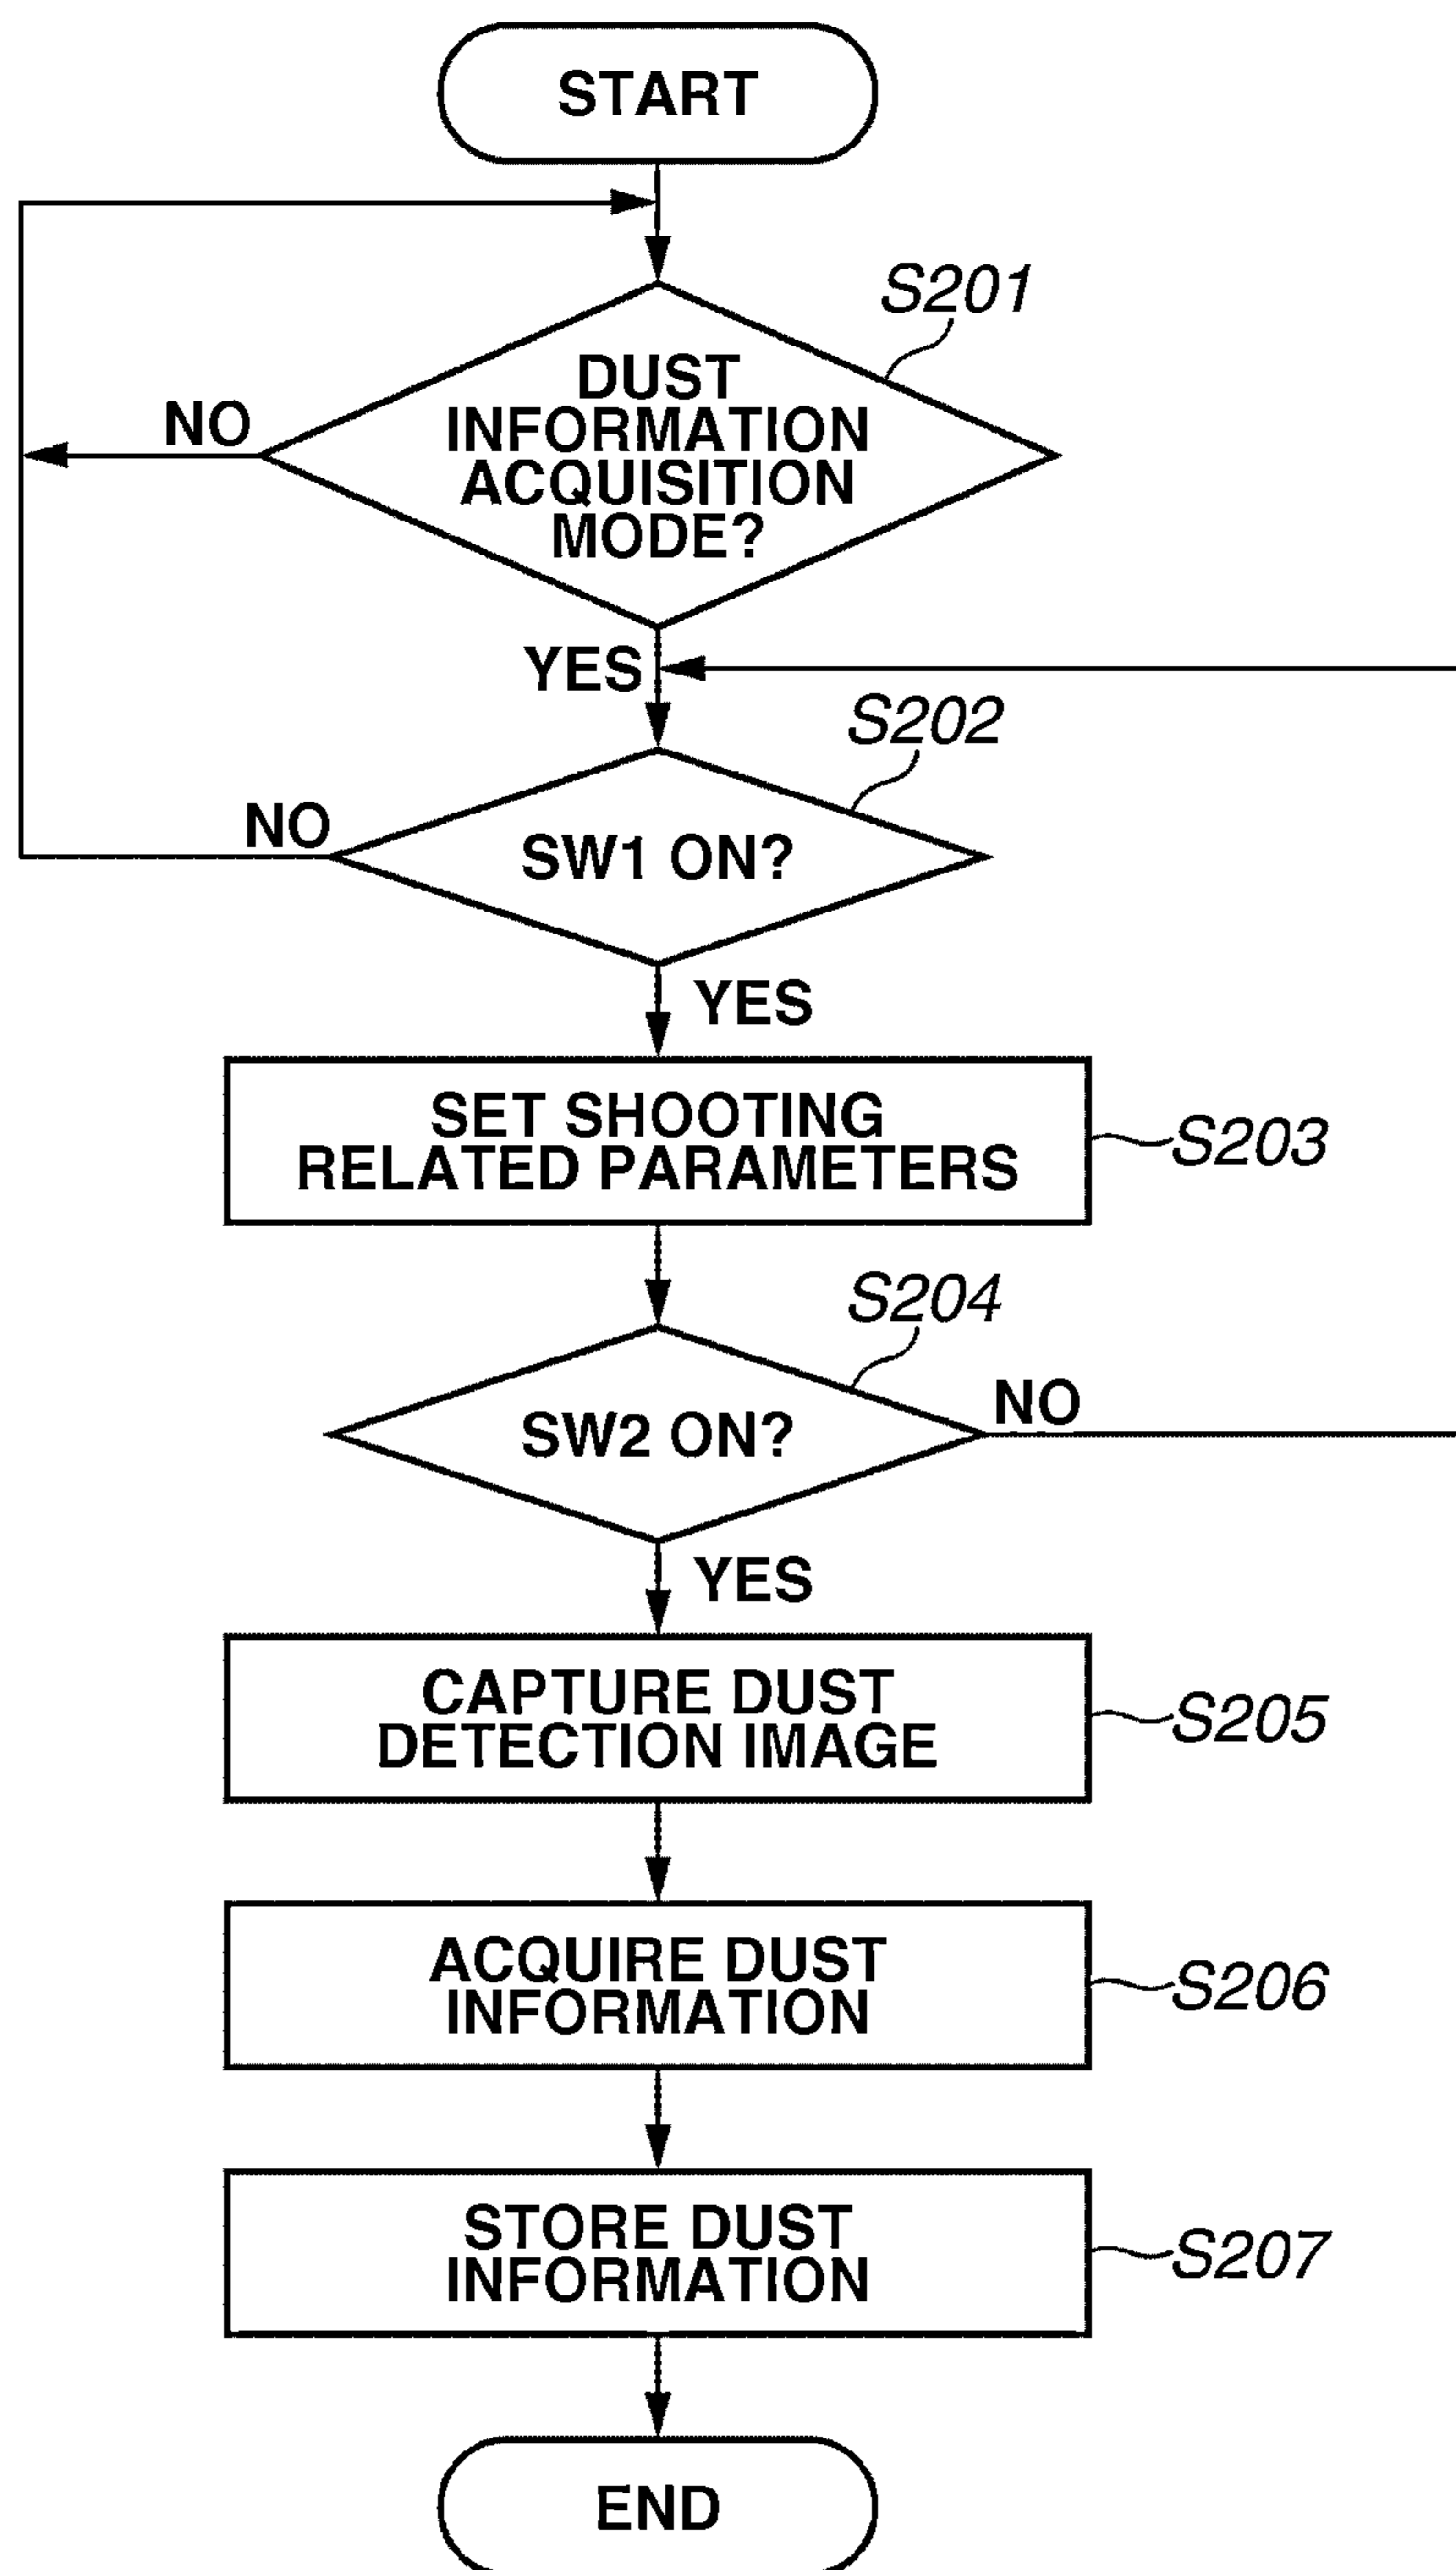 START
S201
DUST
INFORMATION
ACQUISITION
MODE?
NO
YES
S202
SW1 ON?
NO
YES
SET SHOOTING
RELATED PARAMETERS
S203
S204
SW2 ON?
NO
YES
CAPTURE DUST
DETECTION IMAGE
S205
ACQUIRE DUST
INFORMATION
S206
STORE DUST
INFORMATION
S207
END